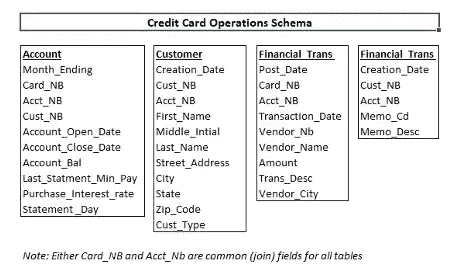 Credit Card Operations Schema
Account
Month_Ending
Card_NB
Acct_NB
Cust_NB
Account_Open_Date
Account_Close_Date
Account_Bal
Last_Statment_Min_Pay
Purchase_Interest_rate
Statement_Day
Customer
Creation_Date
Cust_NB
Acct_NB
First_Name
Middle_Intial
Last_Name
Street_Address
City
State
Zip_Code
Cust_Type
Financial_Trans
Post_Date
Card_NB
Acct_NB
Transaction_Date
Vendor_Nb
Vendor_Name
Amount
Trans_Desc
Vendor_City
Financial_Trans
Creation_Date
Cust_NB
Acct_NB
Memo_Cd
Memo_Desc
Note: Either Card_NB and Acct_Nb are common (join) fields for all tables